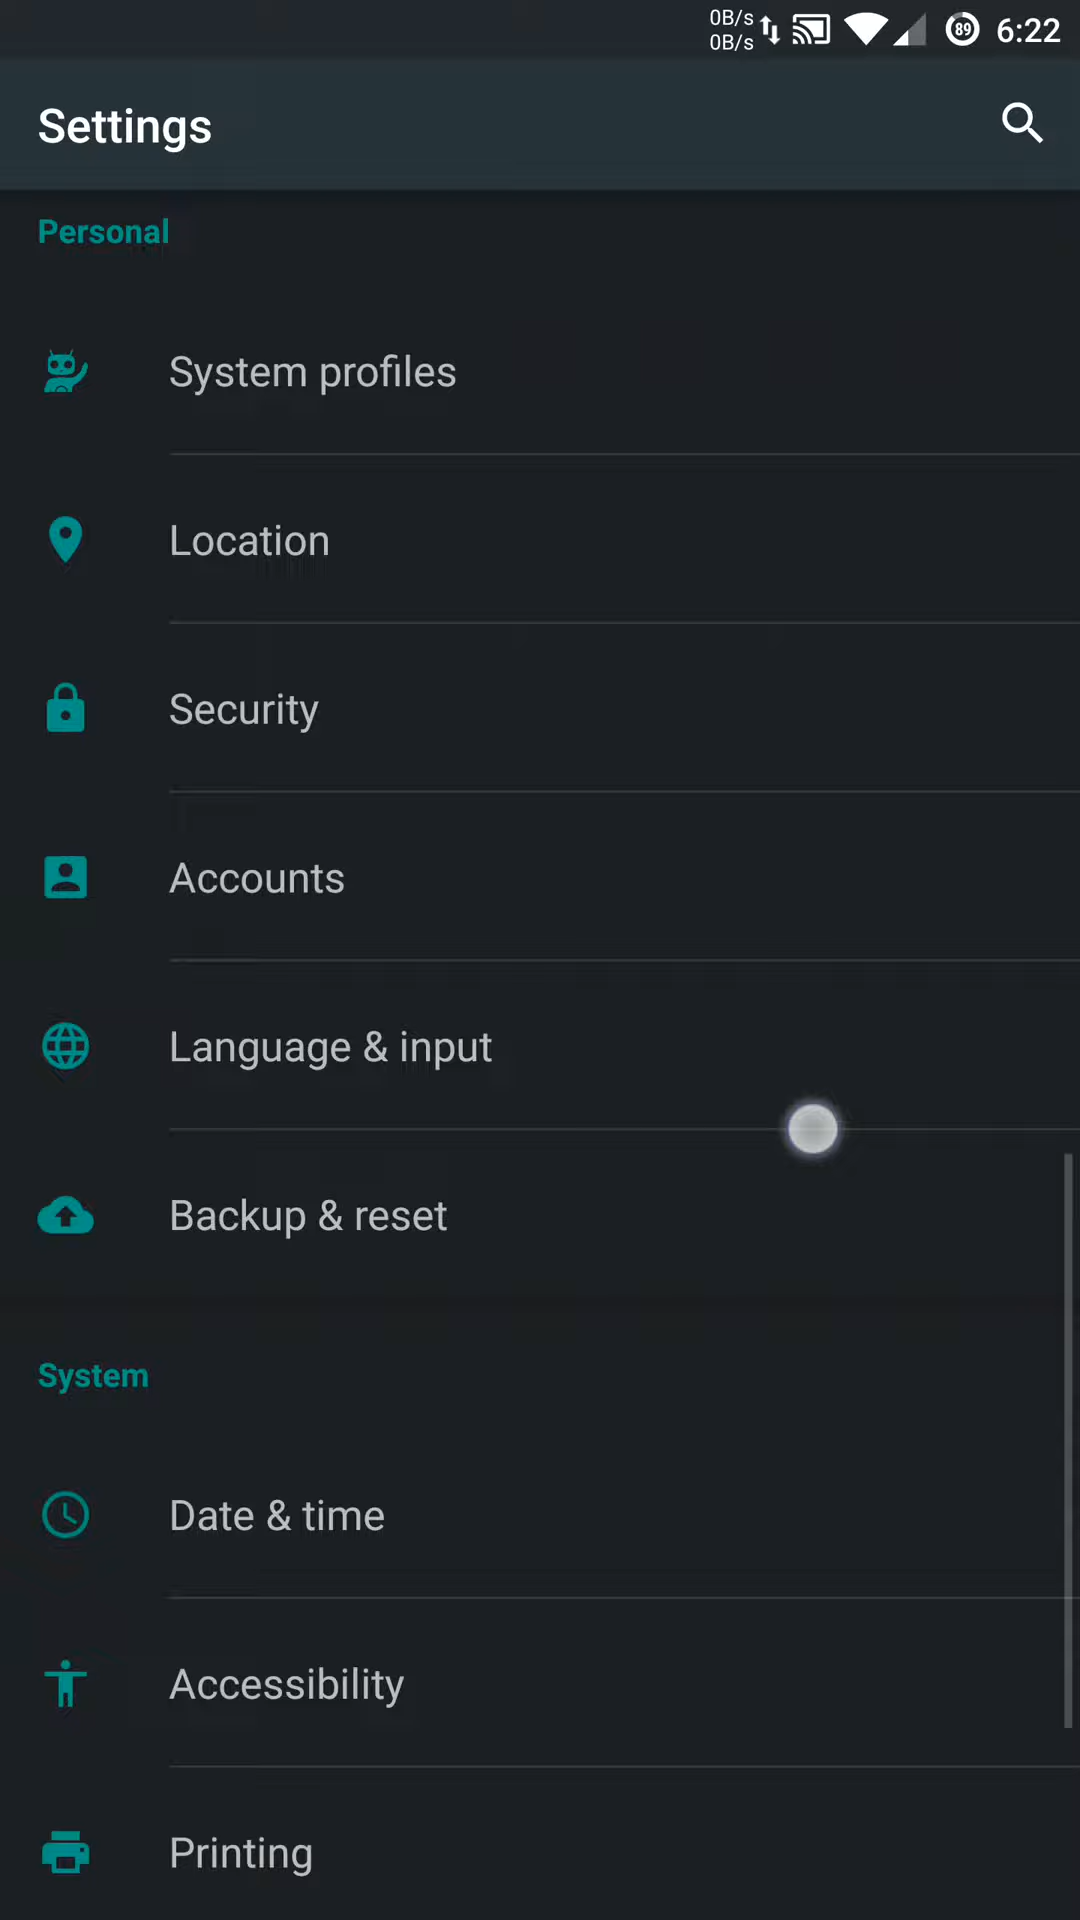 0B/s
0B/s
89
6:22
Settings
Personal
System profiles
Location
Security
Accounts
Language & input
Backup & reset
System
Date & time
Accessibility
Printing